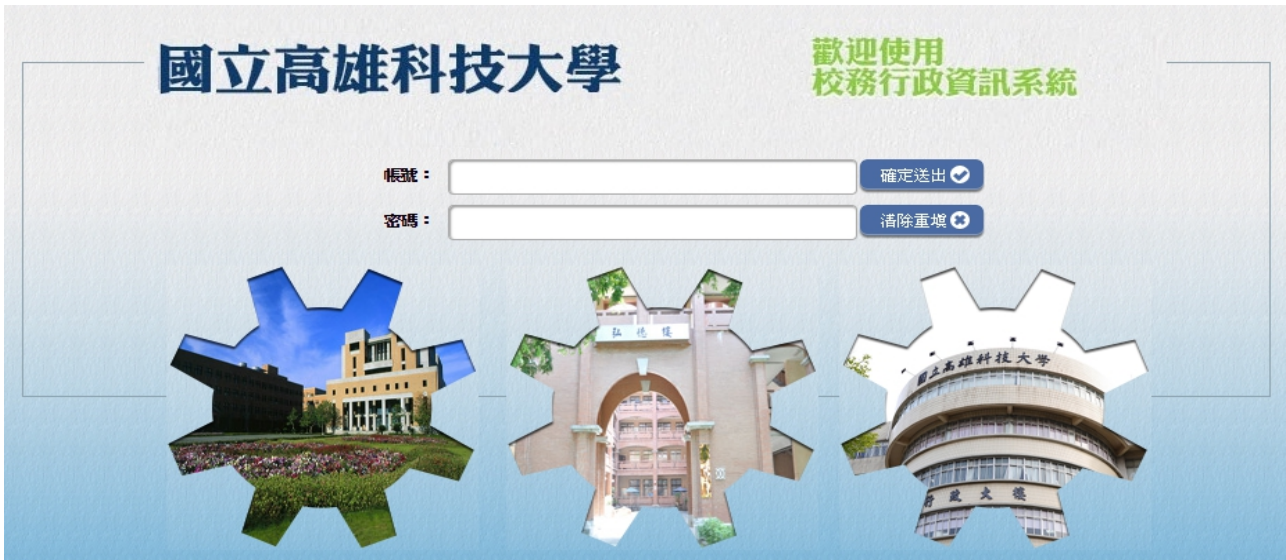 國立高雄科技大學
歡迎使用
校務行政資訊系統
帳號：
確定送出
密碼：
清除重填
弘德樓
國立高雄科技大学
行政大樓